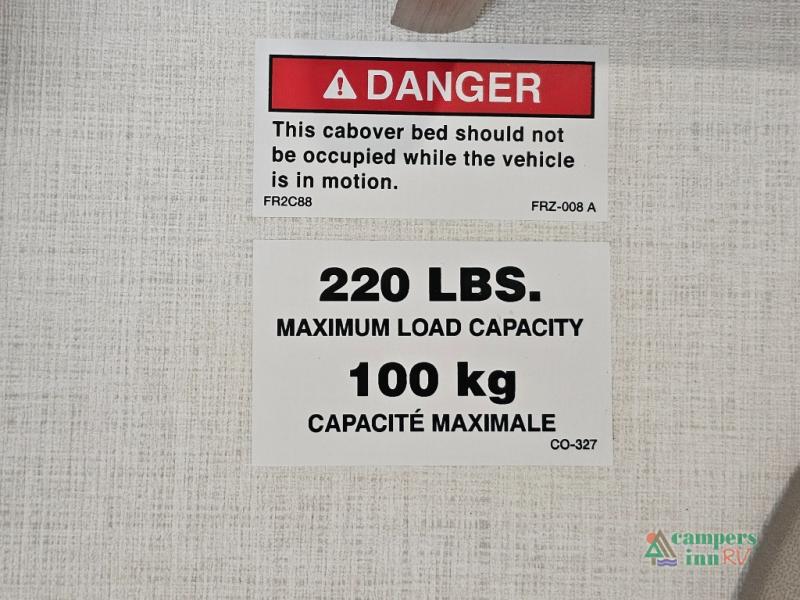 DANGER
This cabover bed should not
be occupied while the vehicle
is in motion.
FR2C88 FRZ-008 A
220 LBS.
MAXIMUM LOAD CAPACITY
100 kg
CAPACITÉ MAXIMALE
CO-327
campers
inn RV